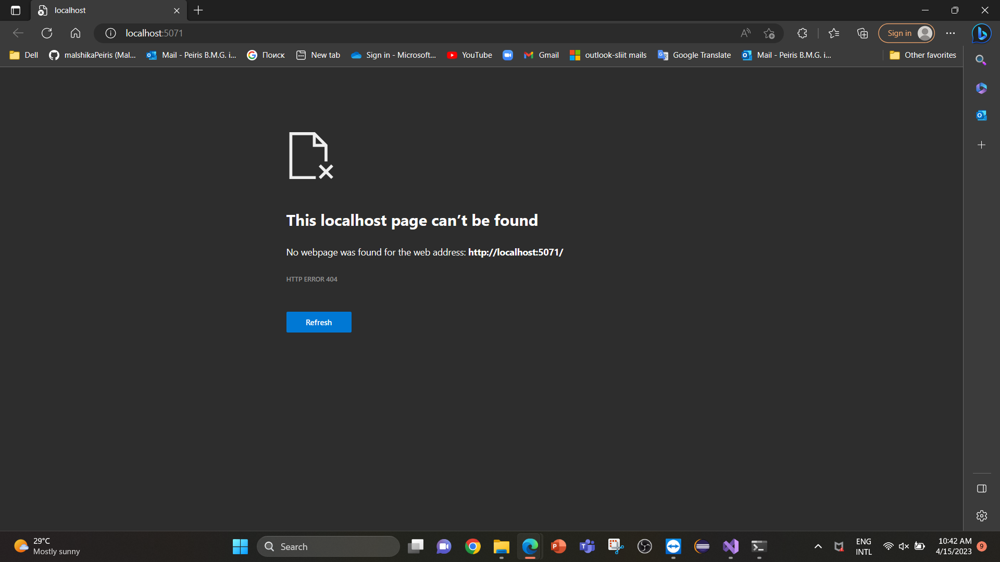 localhost
localhost:5071
Sign in
Dell
malshikaPeiris (Mal...
Mail - Peiris B.M.G. i...
Поиск
New tab
Sign in - Microsoft...
YouTube
Gmail
outlook-sliit mails
Google Translate
Mail - Peiris B.M.G. i...
Other favorites
This localhost page can’t be found
No webpage was found for the web address: http://localhost:5071/
HTTP ERROR 404
Refresh
29°C
Mostly sunny
Search
ENG
INTL
10:42 AM
4/15/2023
9